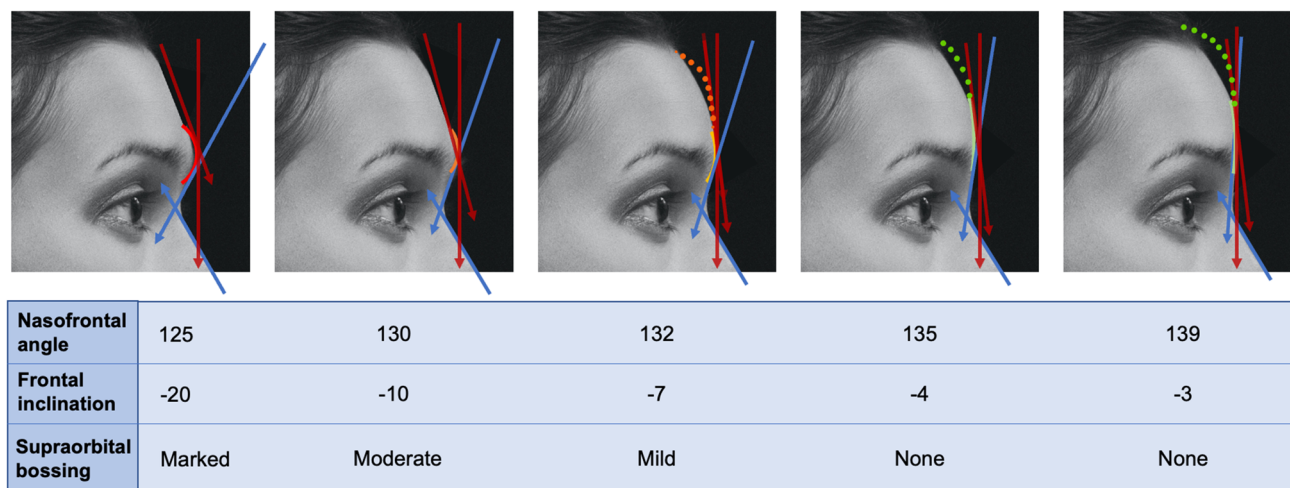 Nasofrontal
angle
125 130 132 135 139
Frontal
inclination
-20 -10 -7 -4 -3
Supraorbital
bossing
Marked Moderate Mild None None